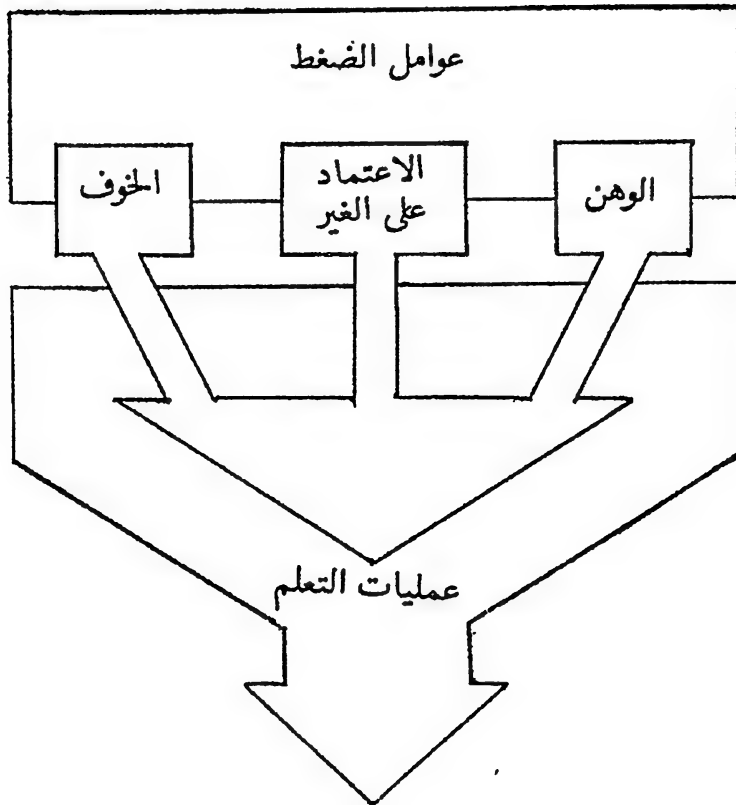 عوامل الضغط
الوهن
الاعتماد
على الغير
الخوف
عمليات التعلم